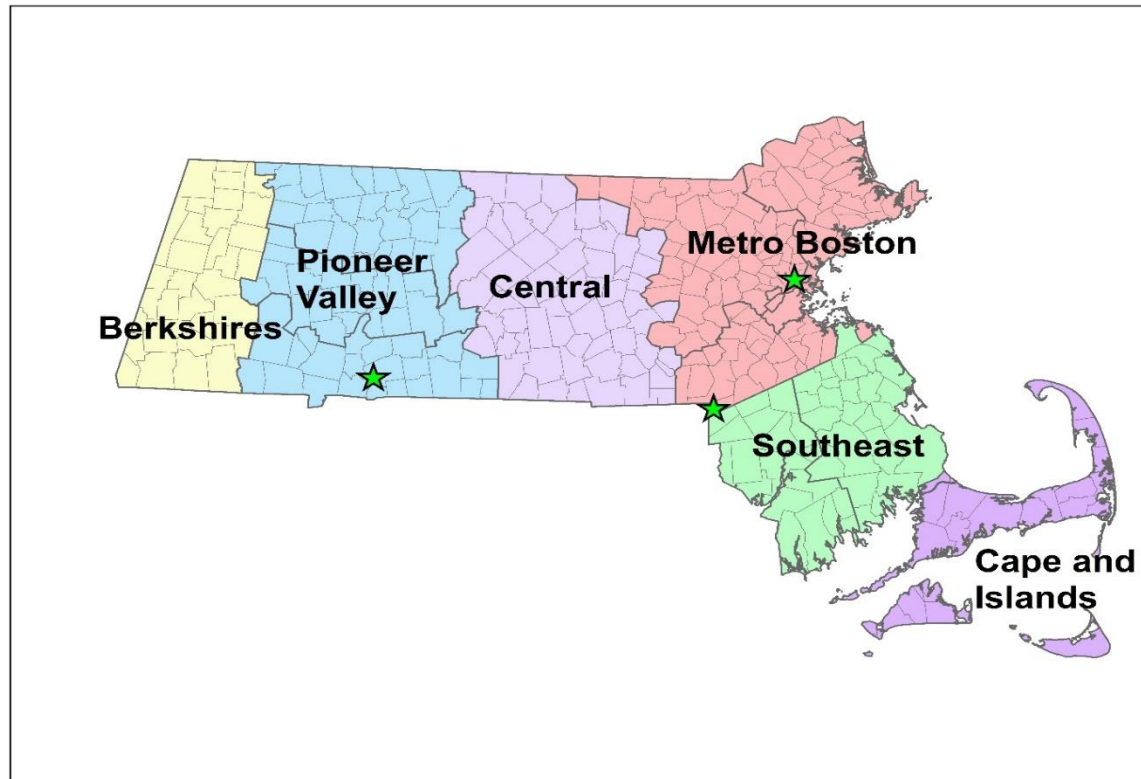 Metro Boston
Pioneer
Valley
Central
Berkshires
Southeast
Cape and
Islands